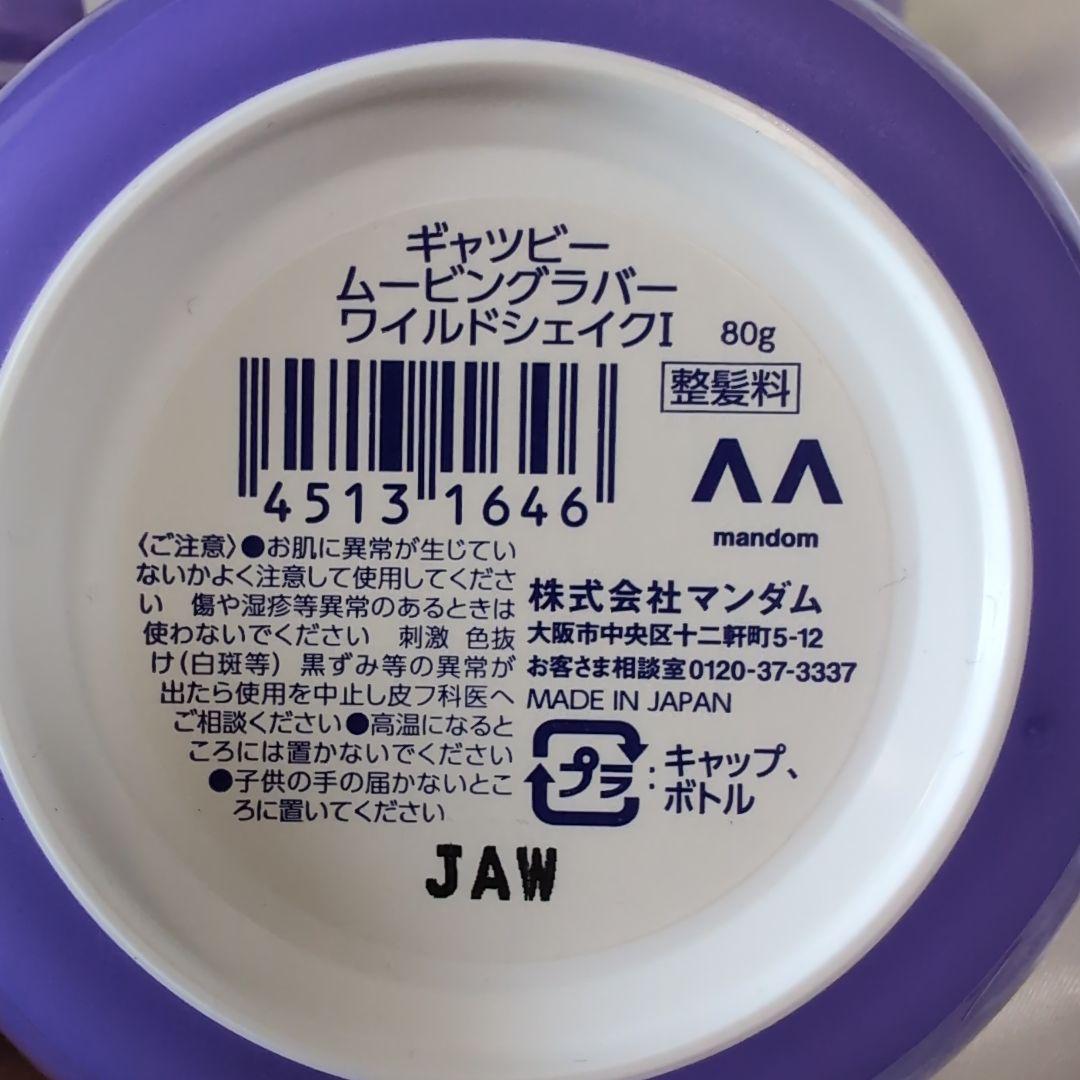 ギャツビー
ムービングラバー
ワイルドシェイクI 80g
整髪料
4513 1646
mandom
〈ご注意〉●お肌に異常が生じてい
ないかよく注意して使用してくださ
い 傷や湿疹等異常のあるときは
使わないでください 刺激 色抜
け(白斑等) 黒ずみ等の異常が
出たら使用を中止し皮フ科医へ
ご相談ください●高温になると
ころには置かないでください
●子供の手の届かないとこ
ろに置いてください
株式会社マンダム
大阪市中央区十二軒町5-12
お客さま相談室0120-37-3337
MADE IN JAPAN
プラ:キャップ、
ボトル
JAW